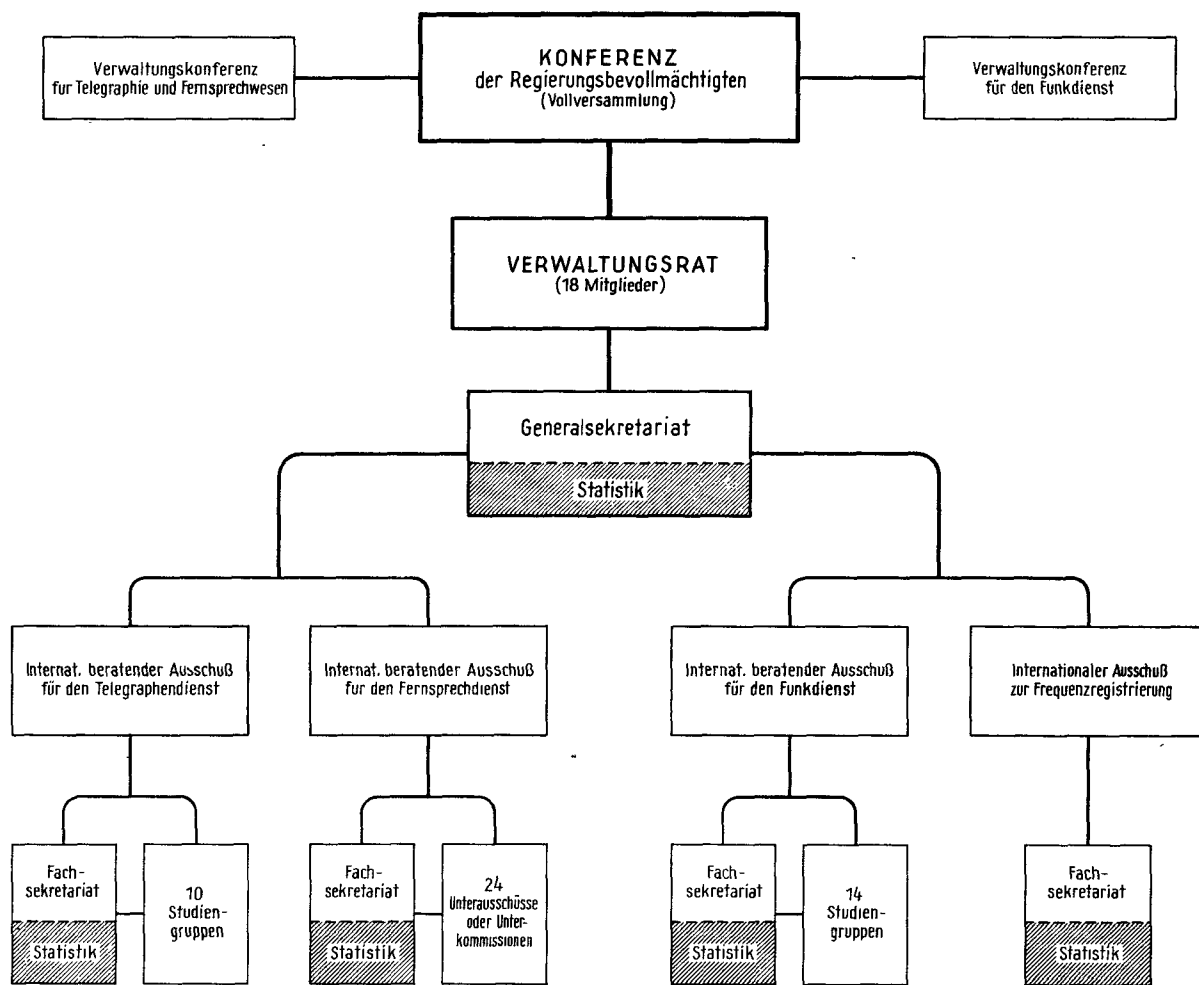 Verwaltungskonferenz
fur Telegraphie und Fernsprechwesen
KONFERENZ
der Regierungsbevollmächtigten
(Vollversammlung)
Verwaltungskonferenz
für den Funkdienst
VERWALTUNGSRAT
(18 Mitglieder)
Generalsekretariat
Statistik
Internat. beratender Ausschuß
für den Telegraphendienst
Internat. beratender Ausschuß
fur den Fernsprechdienst
Internat. beratender Ausschuß
für den Funkdienst
Internationaler Ausschuß
zur Frequenzregistrierung
Fach-
sekretariat
Statistik
10
Studien-
gruppen
Fach-
sekretariat
Statistik
24
Unterausschüsse
oder Unter-
kommissionen
Fach-
sekretariat
Statistik
14
Studien-
gruppen
Fach-
sekretariat
Statistik